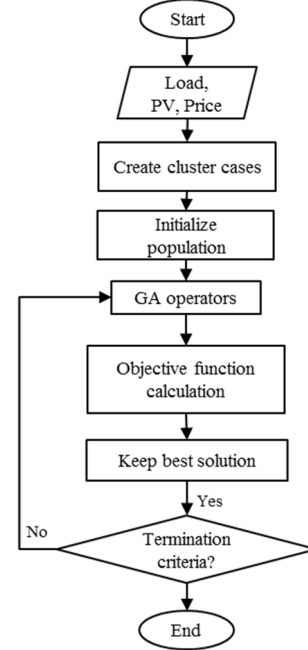 Start
Load,
PV, Price
Create cluster cases
Initialize
population
GA operators
Objective function
calculation
Keep best solution
Yes
No
Termination
criteria?
End